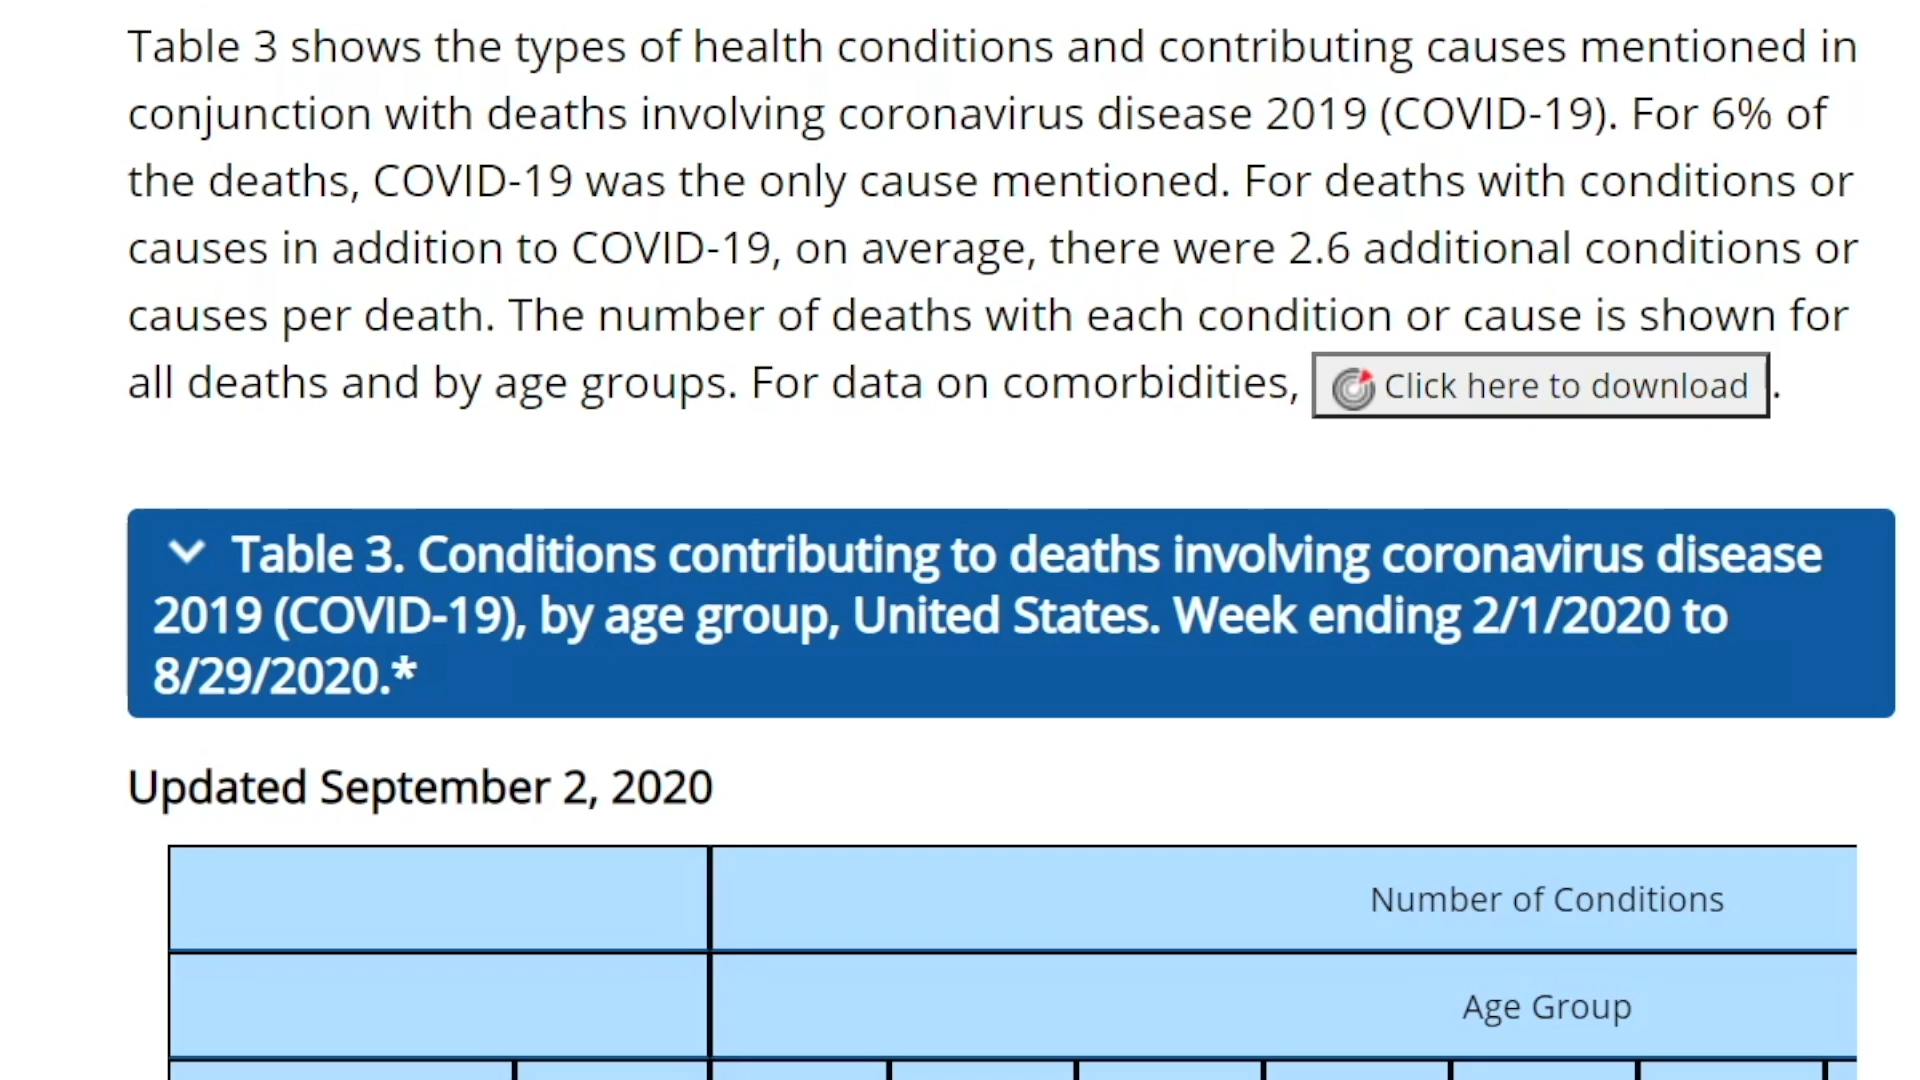 Table 3 shows the types of health conditions and contributing causes mentioned in
conjunction with deaths involving coronavirus disease 2019 (COVID-19). For 6% of
the deaths, COVID-19 was the only cause mentioned. For deaths with conditions or
causes in addition to COVID-19, on average, there were 2.6 additional conditions or
causes per death. The number of deaths with each condition or cause is shown for
all deaths and by age groups. For data on comorbidities, Click here to download.
Table 3. Conditions contributing to deaths involving coronavirus disease
2019 (COVID-19), by age group, United States. Week ending 2/1/2020 to
8/29/2020.*
Updated September 2, 2020
Number of Conditions
Age Group